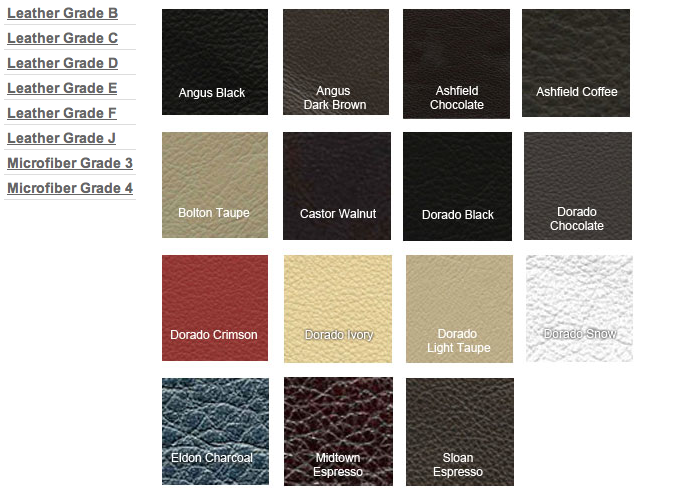 Leather Grade B
Leather Grade C
Leather Grade D
Leather Grade E
Leather Grade F
Leather Grade J
Microfiber Grade 3
Microfiber Grade 4
Angus Black
Angus
Dark Brown
Ashfield
Chocolate
Ashfield Coffee
Bolton Taupe
Castor Walnut
Dorado Black
Dorado
Chocolate
Dorado Crimson
Dorado Ivory
Dorado
Light Taupe
Dorado Snow
Eldon Charcoal
Midtown
Espresso
Sloan
Espresso